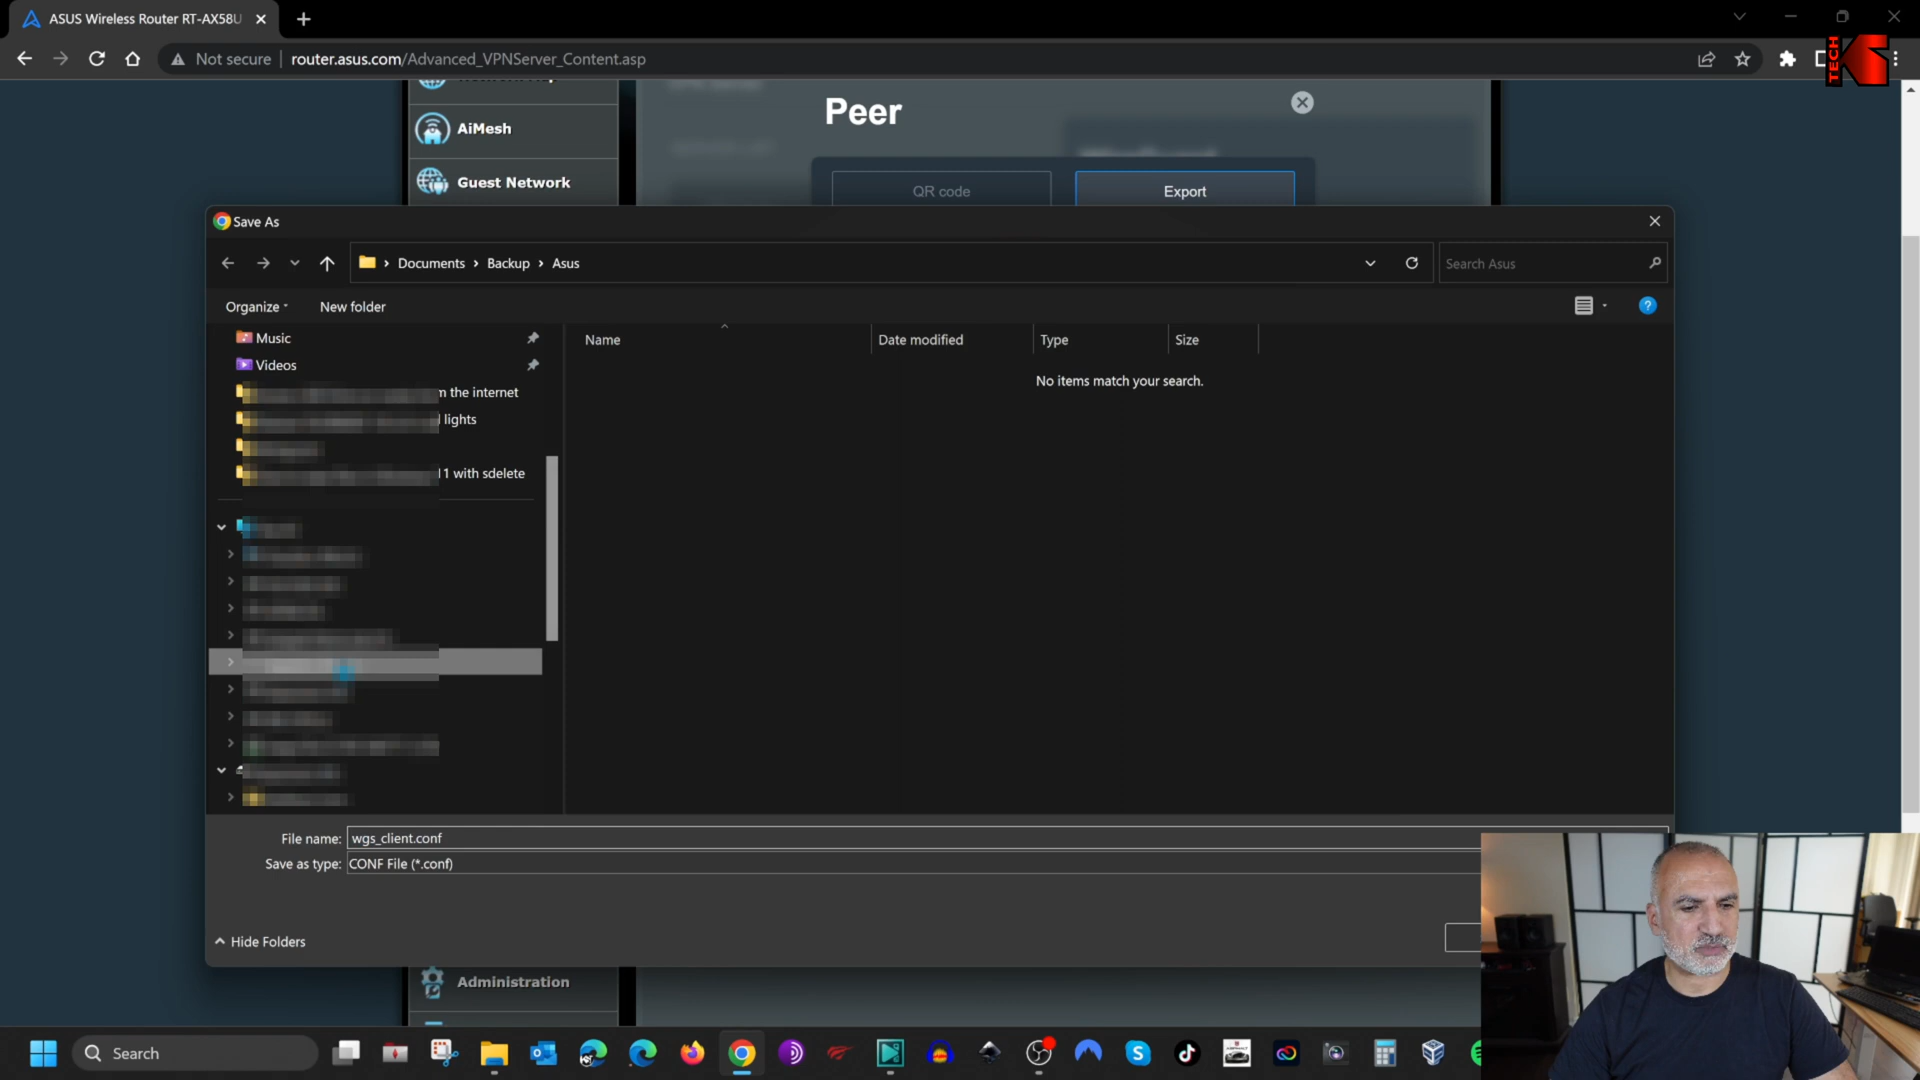 ASUS Wireless Router RT-AX58U
Not secure router.asus.com/Advanced_VPNServer_Content.asp
TECH
Peer
AiMesh
QR code
Export
Guest Network
Save As
Documents › Backup › Asus
Search Asus
Organize
New folder
Name
Date modified
Type
Size
Music
Videos
No items match your search.
the internet
lights
with sdelete
File name: wgs_client.conf
Save as type: CONF File (*.conf)
Hide Folders
Administration
Search